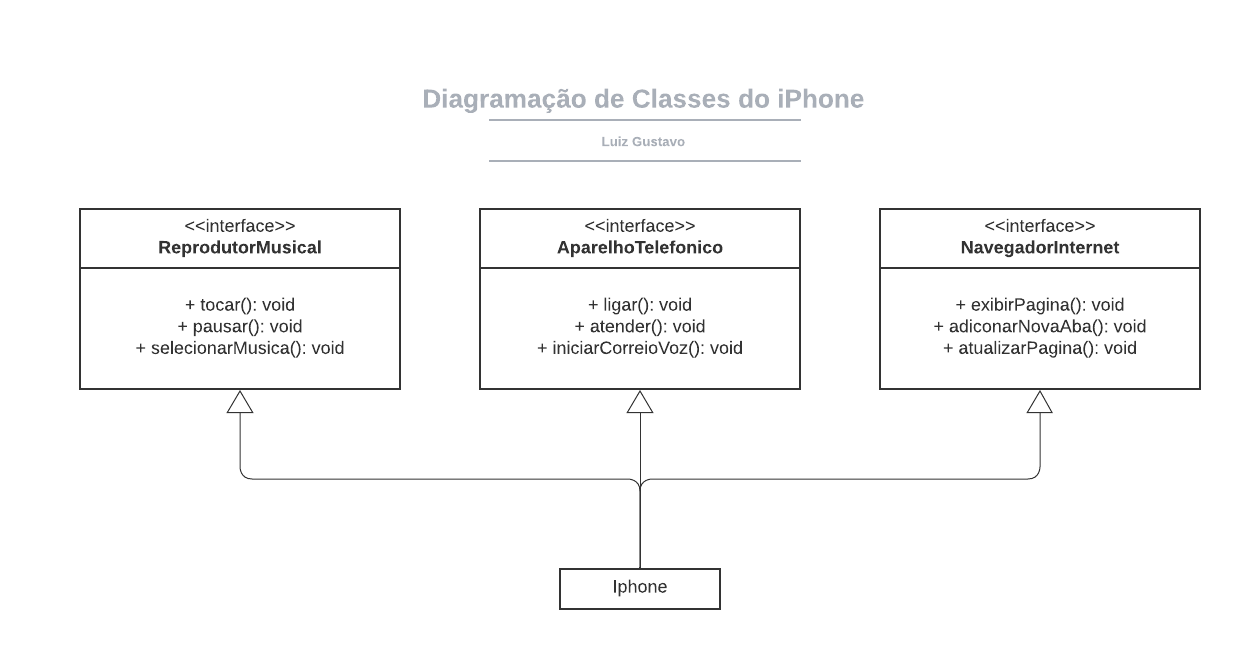 Diagramação de Classes do iPhone
Luiz Gustavo
<<interface>>
ReprodutorMusical
+ tocar(): void
+ pausar(): void
+ selecionarMusica(): void
<<interface>>
AparelhoTelefonico
+ ligar(): void
+ atender(): void
+ iniciarCorreioVoz(): void
<<interface>>
NavegadorInternet
+ exibirPagina(): void
+ adiconarNovaAba(): void
+ atualizarPagina(): void
Iphone